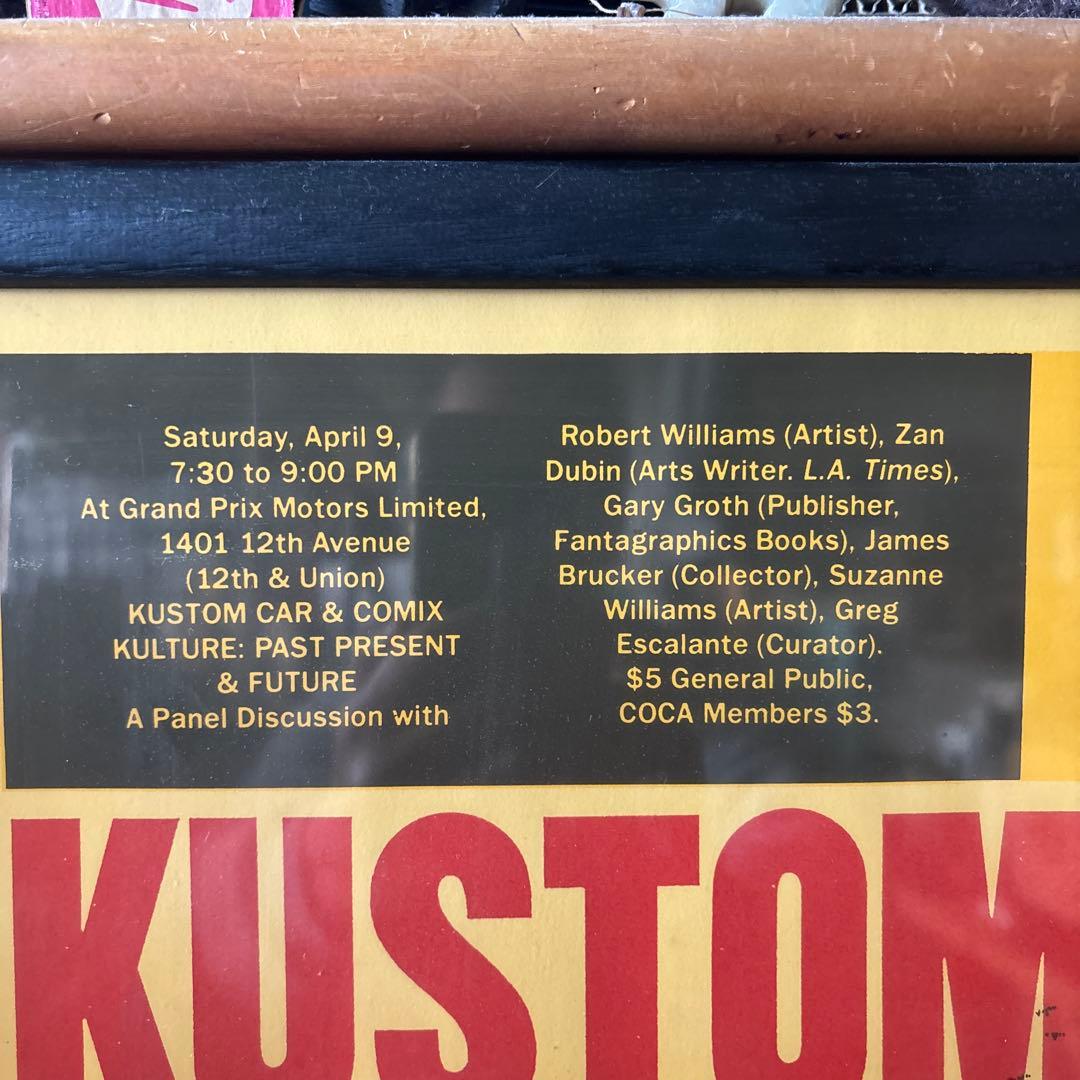 Saturday, April 9,
7:30 to 9:00 PM
At Grand Prix Motors Limited,
1401 12th Avenue
(12th & Union)
KUSTOM CAR & COMIX
KULTURE: PAST PRESENT
& FUTURE
A Panel Discussion with
Robert Williams (Artist), Zan
Dubin (Arts Writer. L.A. Times),
Gary Groth (Publisher,
Fantagraphics Books), James
Brucker (Collector), Suzanne
Williams (Artist), Greg
Escalante (Curator).
$5 General Public,
COCA Members $3.
KUSTOM